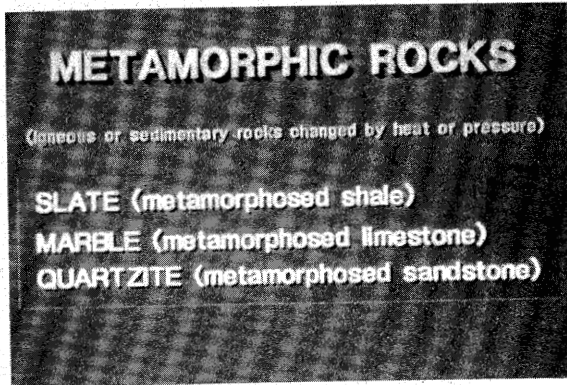 METAMORPHIC ROCKS
(igneous or sedimentary rocks changed by heat or pressure)
SLATE (metamorphosed shale)
MARBLE (metamorphosed limestone)
QUARTZITE (metamorphosed sandstone)